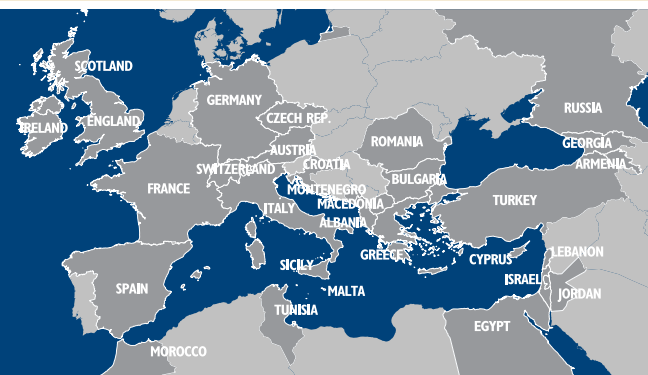 SCOTLAND
IRELAND
ENGLAND
GERMANY
CZECH REP.
RUSSIA
AUSTRIA
ROMANIA
GEORGIA
SWITZERLAND
CROATIA
ARMENIA
FRANCE
MONTENEGRO
BULGARIA
MACEDONIA
TURKEY
ITALY
ALBANIA
GREECE
CYPRUS
LEBANON
SICILY
ISRAEL
SPAIN
MALTA
JORDAN
TUNISIA
EGYPT
MOROCCO